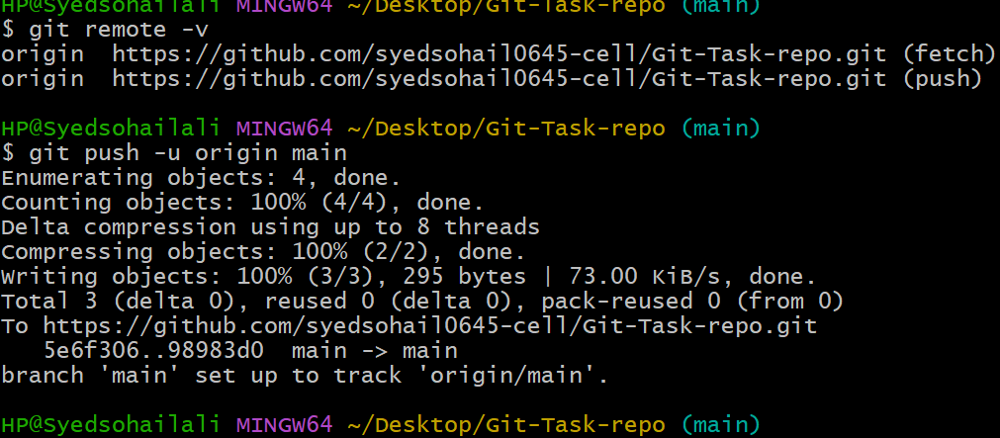 HP@Syedsohailali MINGW64 ~/Desktop/Git-Task-repo (main)
$ git remote -v
origin  https://github.com/syedsohail0645-cell/Git-Task-repo.git (fetch)
origin  https://github.com/syedsohail0645-cell/Git-Task-repo.git (push)
HP@Syedsohailali MINGW64 ~/Desktop/Git-Task-repo (main)
$ git push -u origin main
Enumerating objects: 4, done.
Counting objects: 100% (4/4), done.
Delta compression using up to 8 threads
Compressing objects: 100% (2/2), done.
Writing objects: 100% (3/3), 295 bytes | 73.00 KiB/s, done.
Total 3 (delta 0), reused 0 (delta 0), pack-reused 0 (from 0)
To https://github.com/syedsohail0645-cell/Git-Task-repo.git
   5e6f306..98983d0  main -> main
branch 'main' set up to track 'origin/main'.
HP@Syedsohailali MINGW64 ~/Desktop/Git-Task-repo (main)